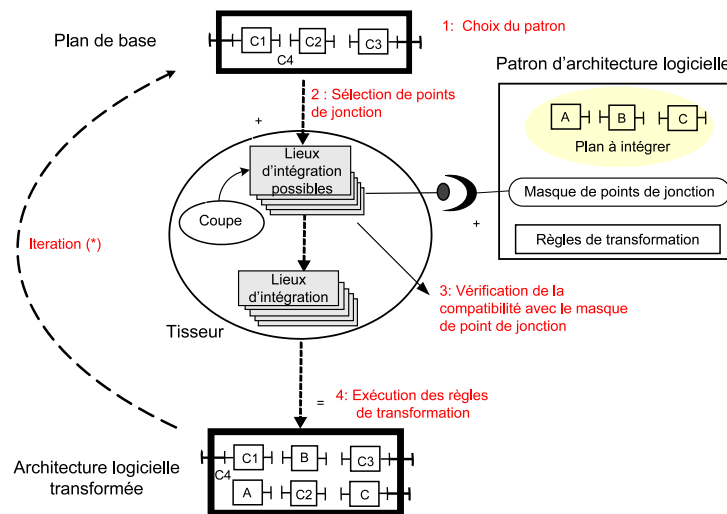 Plan de base
C1
C2
C3
C4
1: Choix du patron
Patron d'architecture logicielle
A
B
C
Plan à intégrer
Masque de points de jonction
Règles de transformation
2 : Sélection de points
de jonction
+
Lieux
d'intégration
possibles
Coupe
+
Iteration (*)
Lieux
d'intégration
3: Vérification de la
compatibilité avec le masque
de point de jonction
Tisseur
=
4: Exécution des règles
de transformation
Architecture logicielle
transformée
C1
B
C3
C4
A
C2
C